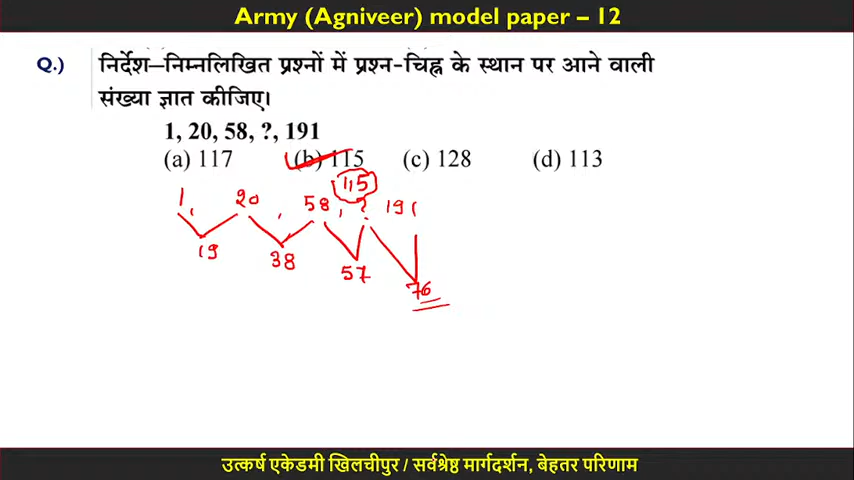 Army (Agniveer) model paper – 12
Q.) निर्देश–निम्नलिखित प्रश्नों में प्रश्न-चिह्न के स्थान पर आने वाली
संख्या ज्ञात कीजिए।
1, 20, 58, ?, 191
(a) 117 (b) 115 (c) 128 (d) 113
115
1, 20, 58, ? 191
19 38 57 76
उत्कर्ष एकेडमी खिलचीपुर / सर्वश्रेष्ठ मार्गदर्शन, बेहतर परिणाम